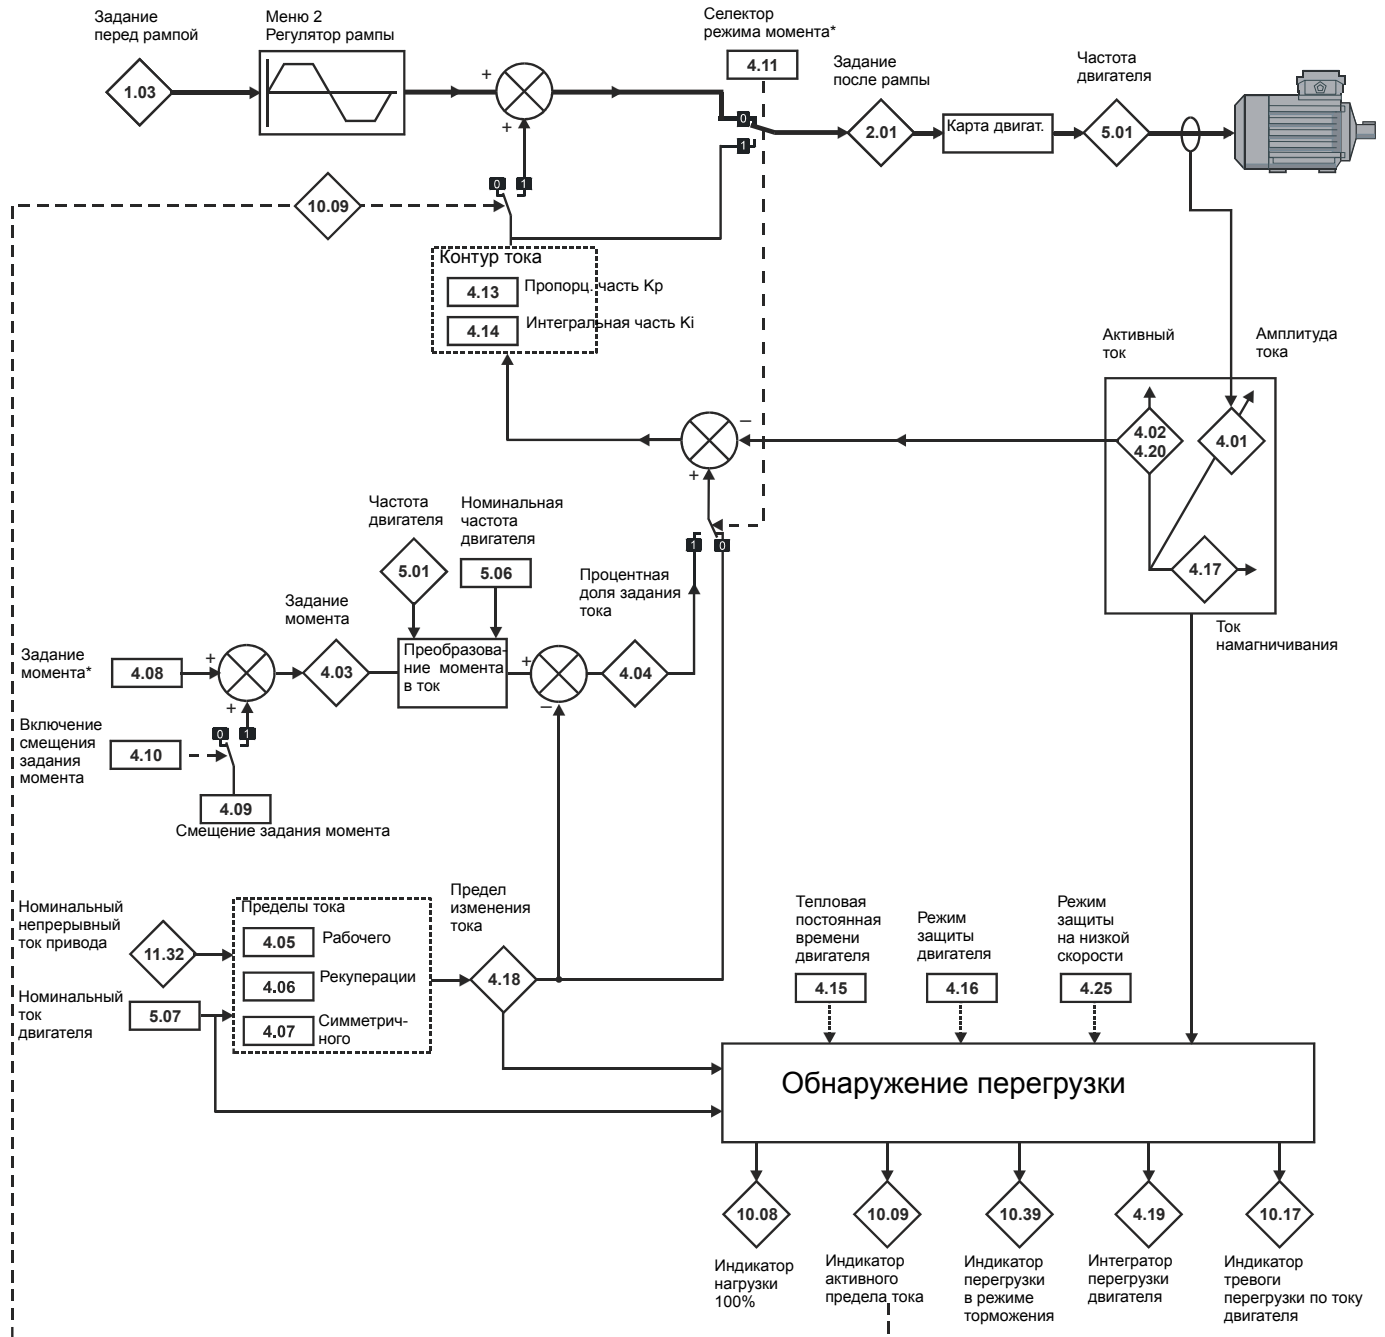 Задание
перед рампой
1.03
Меню 2
Регулятор рампы
+
+
Селектор
режима момента*
4.11
0
1
Задание
после рампы
2.01
Карта двигат.
Частота
двигателя
5.01
10.09
0
1
Контур тока
4.13
Пропорц. часть Kp
4.14
Интегральная часть Ki
Активный
ток
Амплитуда
тока
4.02
4.20
4.01
4.17
Ток
намагничивания
–
+
1
0
Частота
двигателя
5.01
Номинальная
частота
двигателя
5.06
Процентная
доля задания
тока
Задание
момента
Задание
момента*
4.08
+
+
4.03
Преобразова-
ние момента
в ток
+
–
4.04
Включение
смещения
задания
момента
4.10
0
1
4.09
Смещение задания момента
Номинальный
непрерывный
ток привода
11.32
Номинальный
ток
двигателя
5.07
Пределы тока
4.05
Рабочего
4.06
Рекуперации
4.07
Симметрич-
ного
Предел
изменения
тока
4.18
Тепловая
постоянная
времени
двигателя
4.15
Режим
защиты
двигателя
4.16
Режим
защиты
на низкой
скорости
4.25
Обнаружение перегрузки
10.08
Индикатор
нагрузки
100%
10.09
Индикатор
активного
предела тока
10.39
Индикатор
перегрузки
в режиме
торможения
4.19
Интегратор
перегрузки
двигателя
10.17
Индикатор
тревоги
перегрузки по току
двигателя